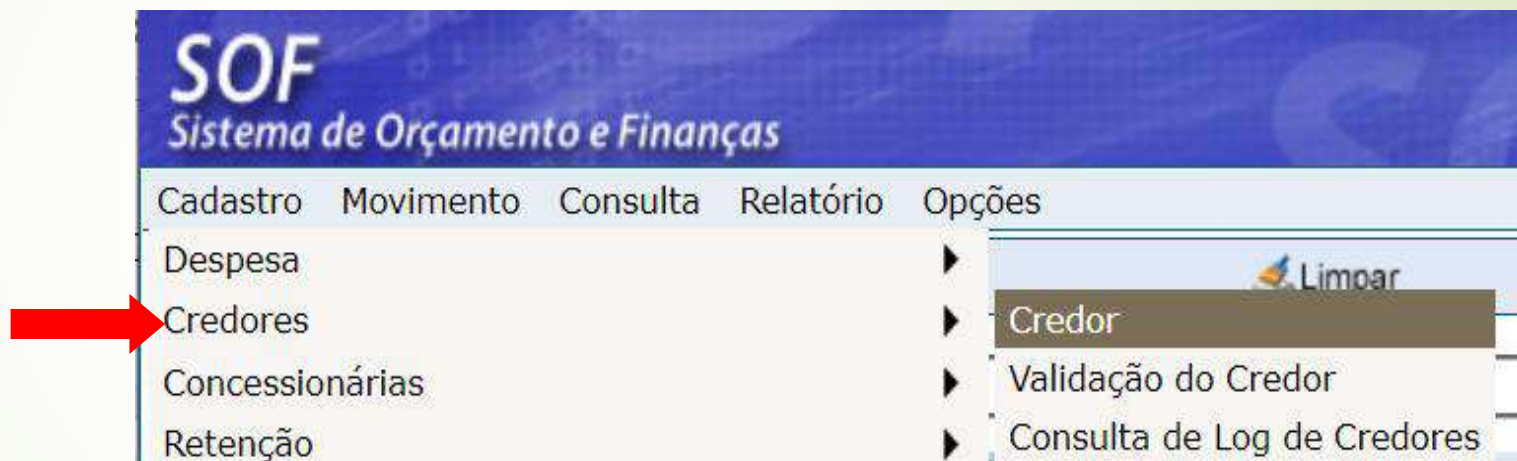 SOF
Sistema de Orçamento e Finanças
Cadastro Movimento Consulta Relatório Opções
Despesa
Limpar
Credores
Credor
Concessionárias
Validação do Credor
Retenção
Consulta de Log de Credores